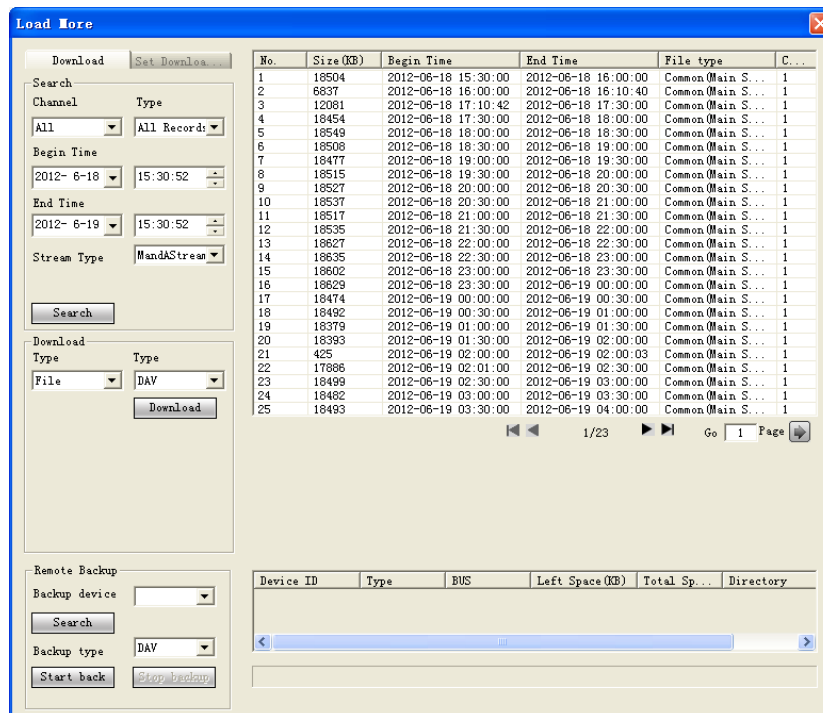 Load More
Download Set Downloa...
Search
Channel Type
All All Records
Begin Time
2012- 6-18 15:30:52
End Time
2012- 6-19 15:30:52
Stream Type MandAStream
Search
Download
Type Type
File DAV
Download
Remote Backup
Backup device
Search
Backup type DAV
Start back Stop backup
No. Size(KB) Begin Time End Time File type C...
1 18504 2012-06-18 15:30:00 2012-06-18 16:00:00 Common(Main S... 1
2 6837 2012-06-18 16:00:00 2012-06-18 16:10:40 Common(Main S... 1
3 12081 2012-06-18 17:10:42 2012-06-18 17:30:00 Common(Main S... 1
4 18454 2012-06-18 17:30:00 2012-06-18 18:00:00 Common(Main S... 1
5 18549 2012-06-18 18:00:00 2012-06-18 18:30:00 Common(Main S... 1
6 18508 2012-06-18 18:30:00 2012-06-18 19:00:00 Common(Main S... 1
7 18477 2012-06-18 19:00:00 2012-06-18 19:30:00 Common(Main S... 1
8 18515 2012-06-18 19:30:00 2012-06-18 20:00:00 Common(Main S... 1
9 18527 2012-06-18 20:00:00 2012-06-18 20:30:00 Common(Main S... 1
10 18537 2012-06-18 20:30:00 2012-06-18 21:00:00 Common(Main S... 1
11 18517 2012-06-18 21:00:00 2012-06-18 21:30:00 Common(Main S... 1
12 18535 2012-06-18 21:30:00 2012-06-18 22:00:00 Common(Main S... 1
13 18627 2012-06-18 22:00:00 2012-06-18 22:30:00 Common(Main S... 1
14 18635 2012-06-18 22:30:00 2012-06-18 23:00:00 Common(Main S... 1
15 18602 2012-06-18 23:00:00 2012-06-18 23:30:00 Common(Main S... 1
16 18629 2012-06-18 23:30:00 2012-06-19 00:00:00 Common(Main S... 1
17 18474 2012-06-19 00:00:00 2012-06-19 00:30:00 Common(Main S... 1
18 18492 2012-06-19 00:30:00 2012-06-19 01:00:00 Common(Main S... 1
19 18379 2012-06-19 01:00:00 2012-06-19 01:30:00 Common(Main S... 1
20 18393 2012-06-19 01:30:00 2012-06-19 02:00:00 Common(Main S... 1
21 425 2012-06-19 02:00:00 2012-06-19 02:00:03 Common(Main S... 1
22 17886 2012-06-19 02:01:00 2012-06-19 02:30:00 Common(Main S... 1
23 18499 2012-06-19 02:30:00 2012-06-19 03:00:00 Common(Main S... 1
24 18482 2012-06-19 03:00:00 2012-06-19 03:30:00 Common(Main S... 1
25 18493 2012-06-19 03:30:00 2012-06-19 04:00:00 Common(Main S... 1
1/23 Go 1 Page
Device ID Type BUS Left Space(KB) Total Sp... Directory